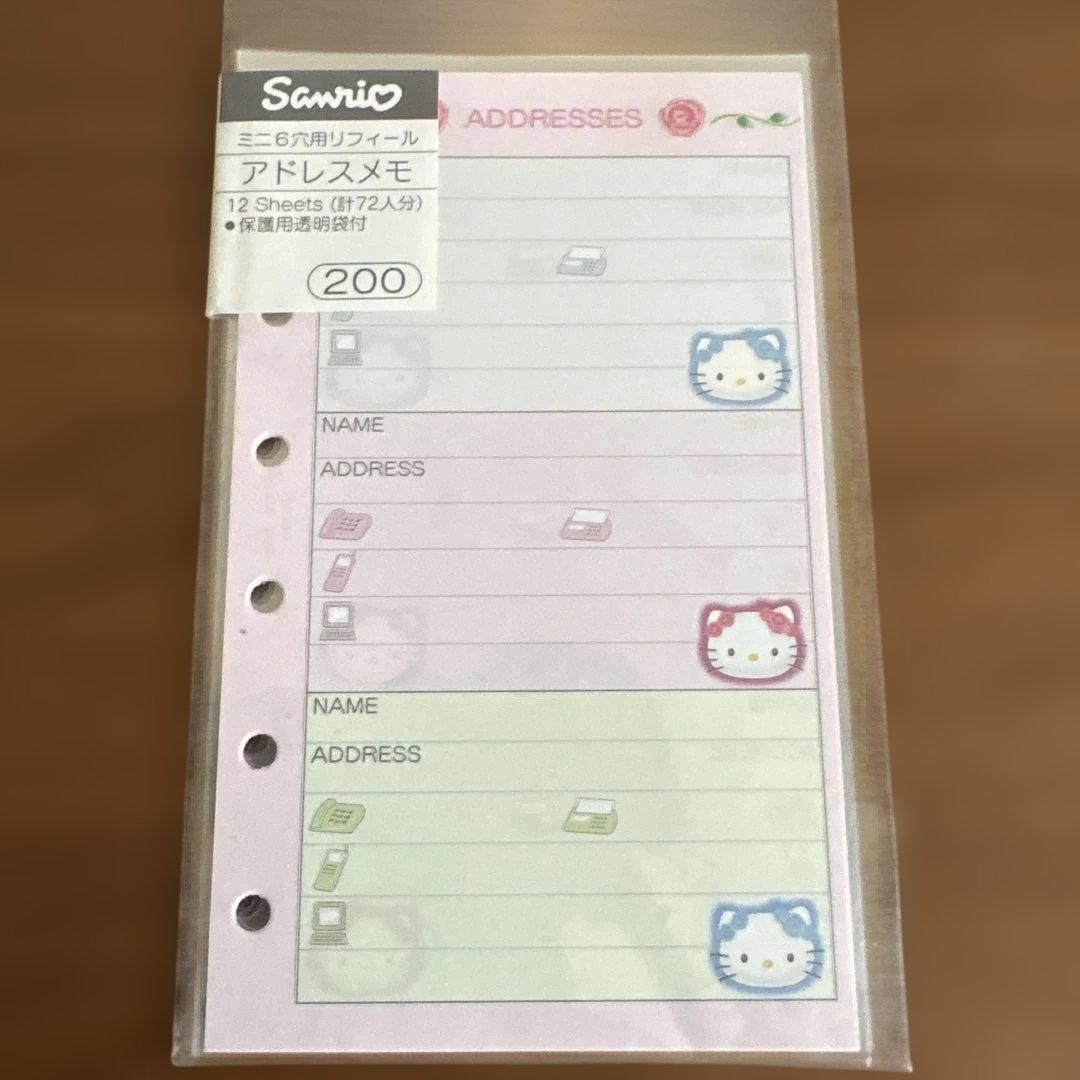 Sanrio
ミニ6穴用リフィール
アドレスメモ
12 Sheets (計72人分)
●保護用透明袋付
200
ADDRESSES
NAME
ADDRESS
NAME
ADDRESS